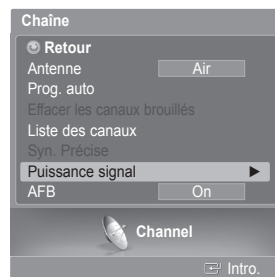 Chaîne
Retour
Antenne Air
Prog. auto
Effacer les canaux brouillés
Liste des canaux
Syn. Précise
Puissance signal
AFB On
Channel
Intro.